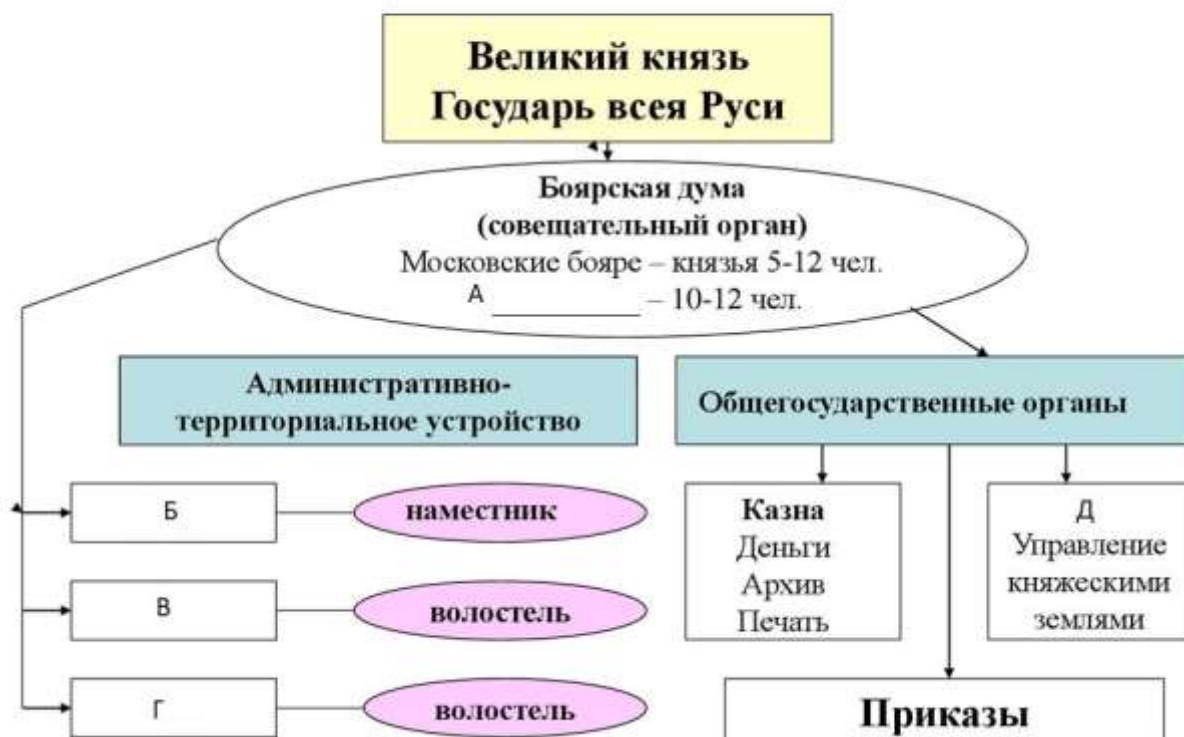 Великий князь
Государь всея Руси
Боярская дума
(совещательный орган)
Московские бояре – князья 5-12 чел.
А __________ – 10-12 чел.
Административно-
территориальное устройство
Общегосударственные органы
Б
наместник
В
волостель
Г
волостель
Казна
Деньги
Архив
Печать
Д
Управление
княжескими
землями
Приказы